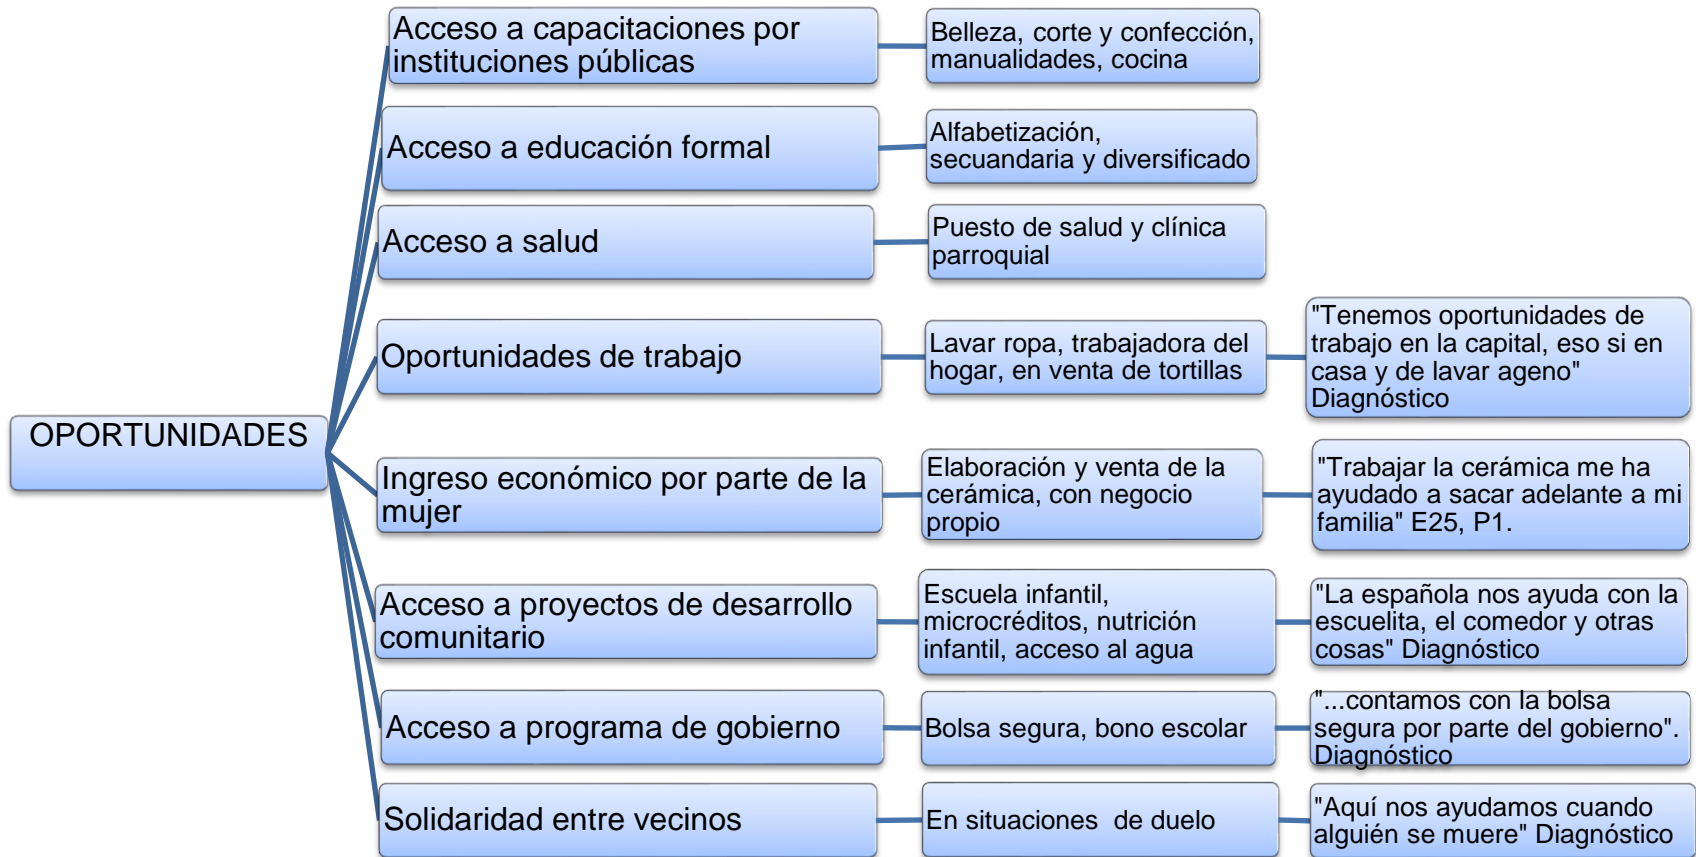 OPORTUNIDADES
Acceso a capacitaciones por
instituciones públicas
Belleza, corte y confección,
manualidades, cocina
Acceso a educación formal
Alfabetización,
secuandaria y diversificado
Acceso a salud
Puesto de salud y clínica
parroquial
Oportunidades de trabajo
Lavar ropa, trabajadora del
hogar, en venta de tortillas
"Tenemos oportunidades de
trabajo en la capital, eso si en
casa y de lavar ageno"
Diagnóstico
Ingreso económico por parte de la
mujer
Elaboración y venta de la
cerámica, con negocio
propio
"Trabajar la cerámica me ha
ayudado a sacar adelante a mi
familia" E25, P1.
Acceso a proyectos de desarrollo
comunitario
Escuela infantil,
microcréditos, nutrición
infantil, acceso al agua
"La española nos ayuda con la
escuelita, el comedor y otras
cosas" Diagnóstico
Acceso a programa de gobierno
Bolsa segura, bono escolar
"...contamos con la bolsa
segura por parte del gobierno".
Diagnóstico
Solidaridad entre vecinos
En situaciones  de duelo
"Aquí nos ayudamos cuando
alguién se muere" Diagnóstico